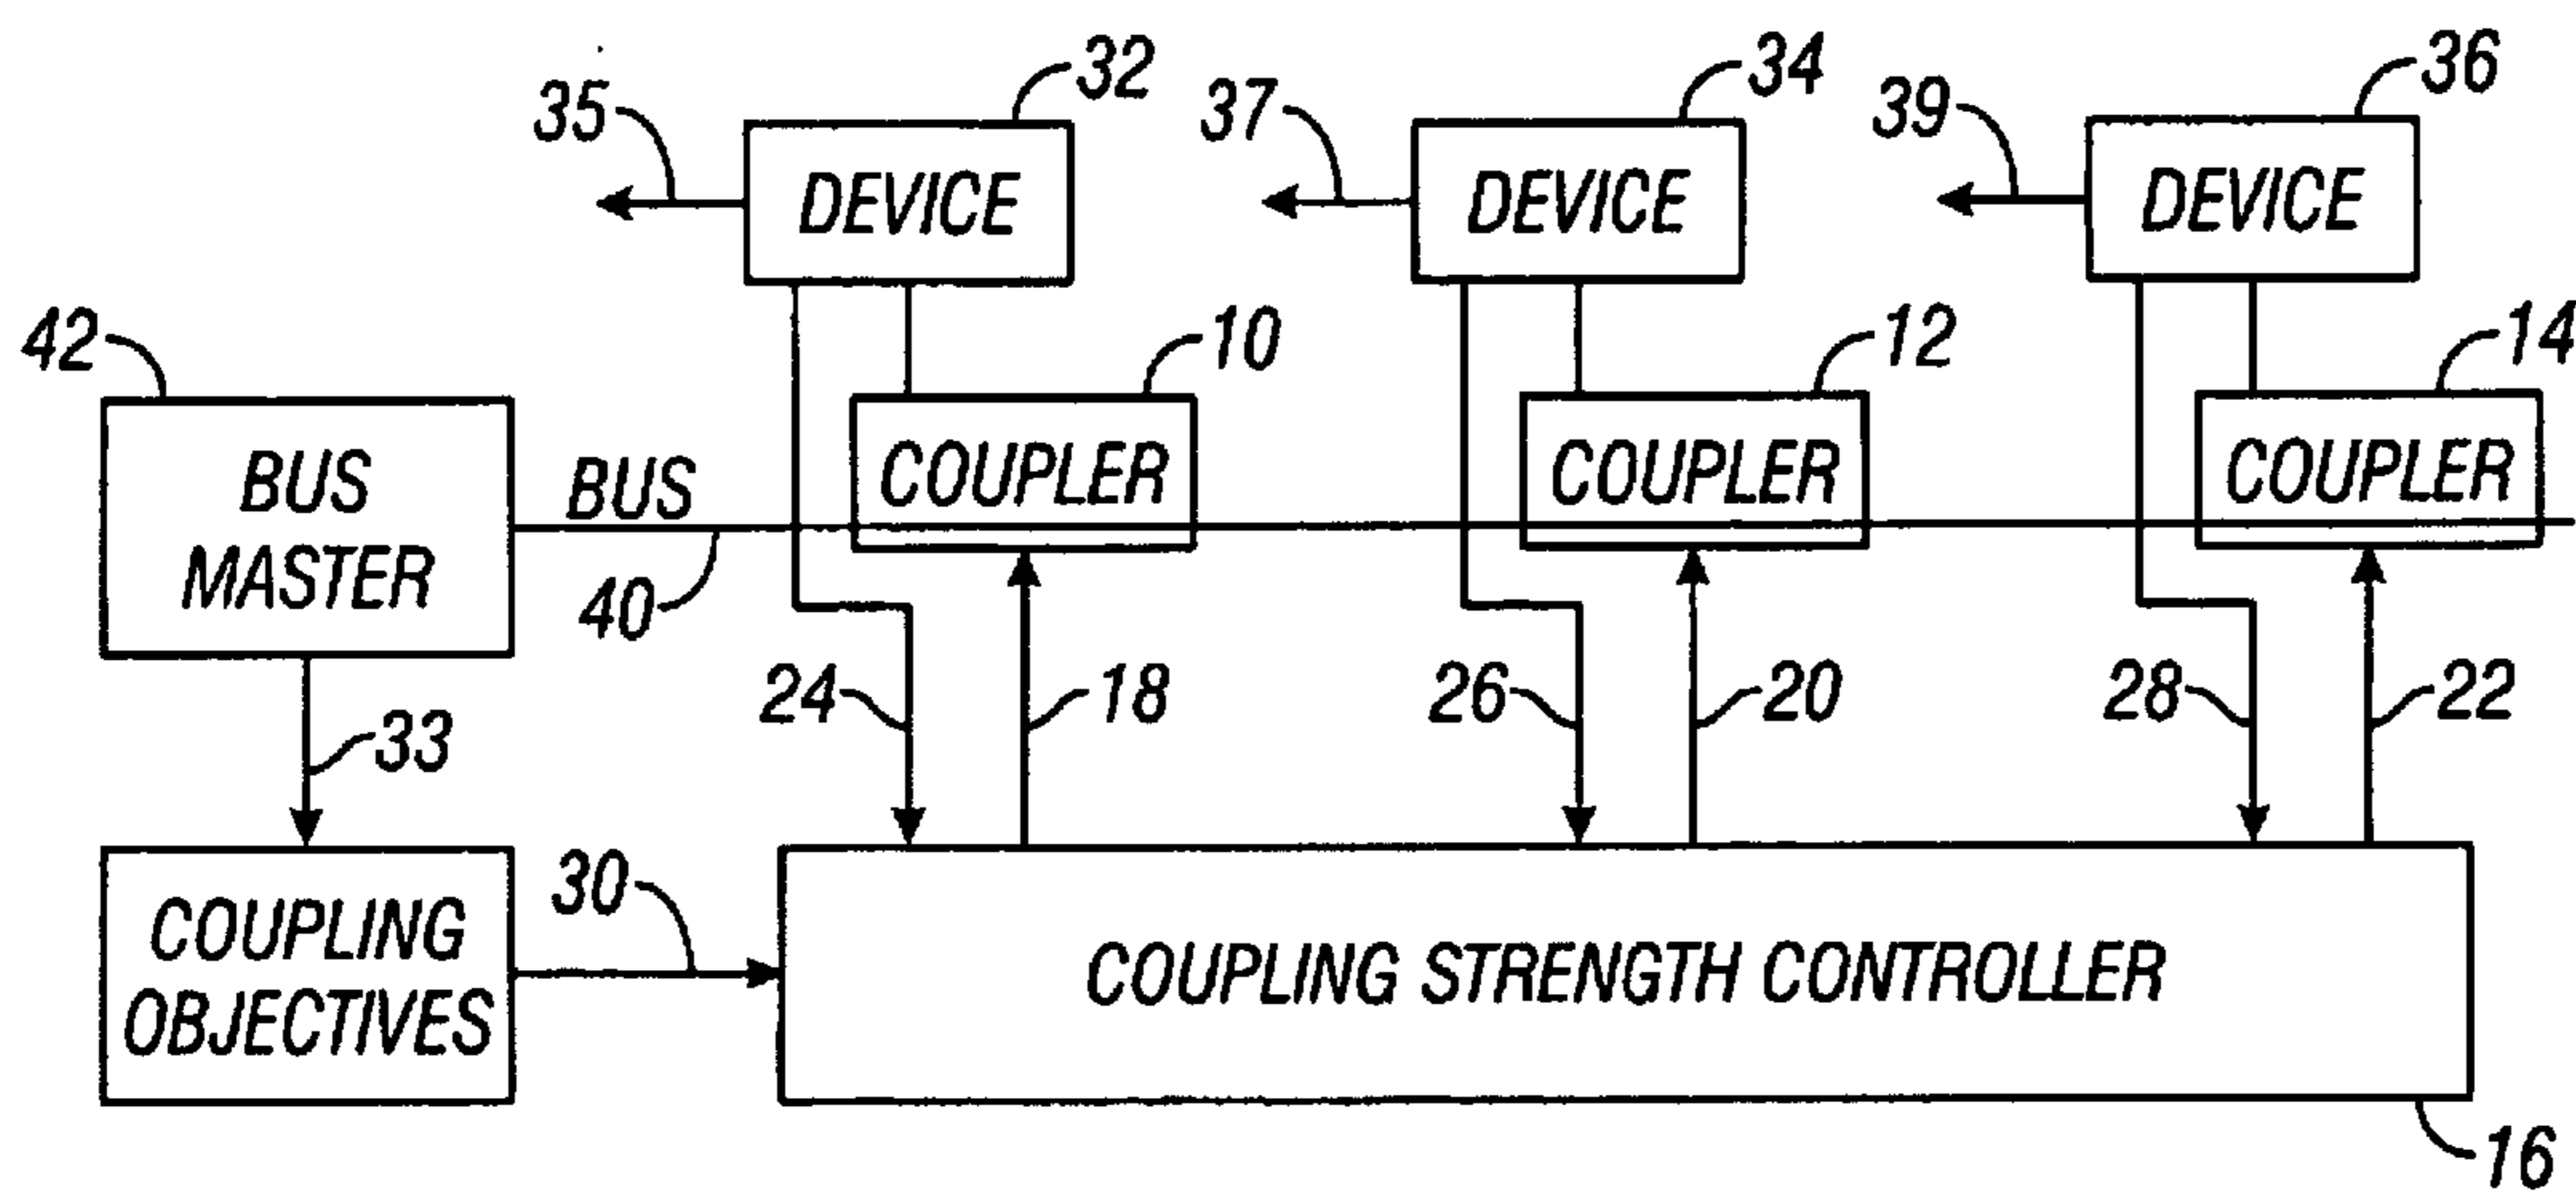 32
34
36
35
37
39
DEVICE
DEVICE
DEVICE
42
10
12
14
BUS
MASTER
BUS
COUPLER
COUPLER
COUPLER
40
24
18
26
20
28
22
33
30
COUPLING
OBJECTIVES
COUPLING STRENGTH CONTROLLER
16